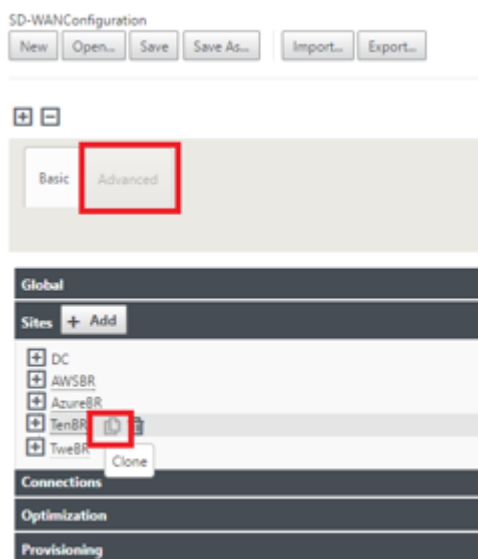 SD-WANConfiguration
New Open... Save Save As... Import... Export...
Basic Advanced
Global
Sites + Add
DC
AWSBR
AzureBR
TenBR
TweBR
Clone
Connections
Optimization
Provisioning